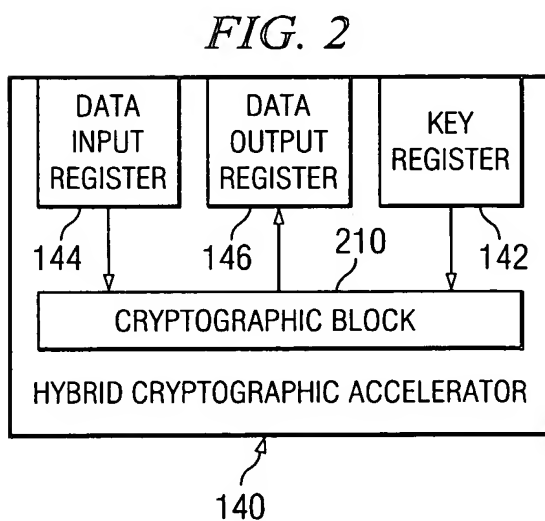 FIG. 2
DATA
INPUT
REGISTER
DATA
OUTPUT
REGISTER
KEY
REGISTER
144
146
210
142
CRYPTOGRAPHIC BLOCK
HYBRID CRYPTOGRAPHIC ACCELERATOR
140